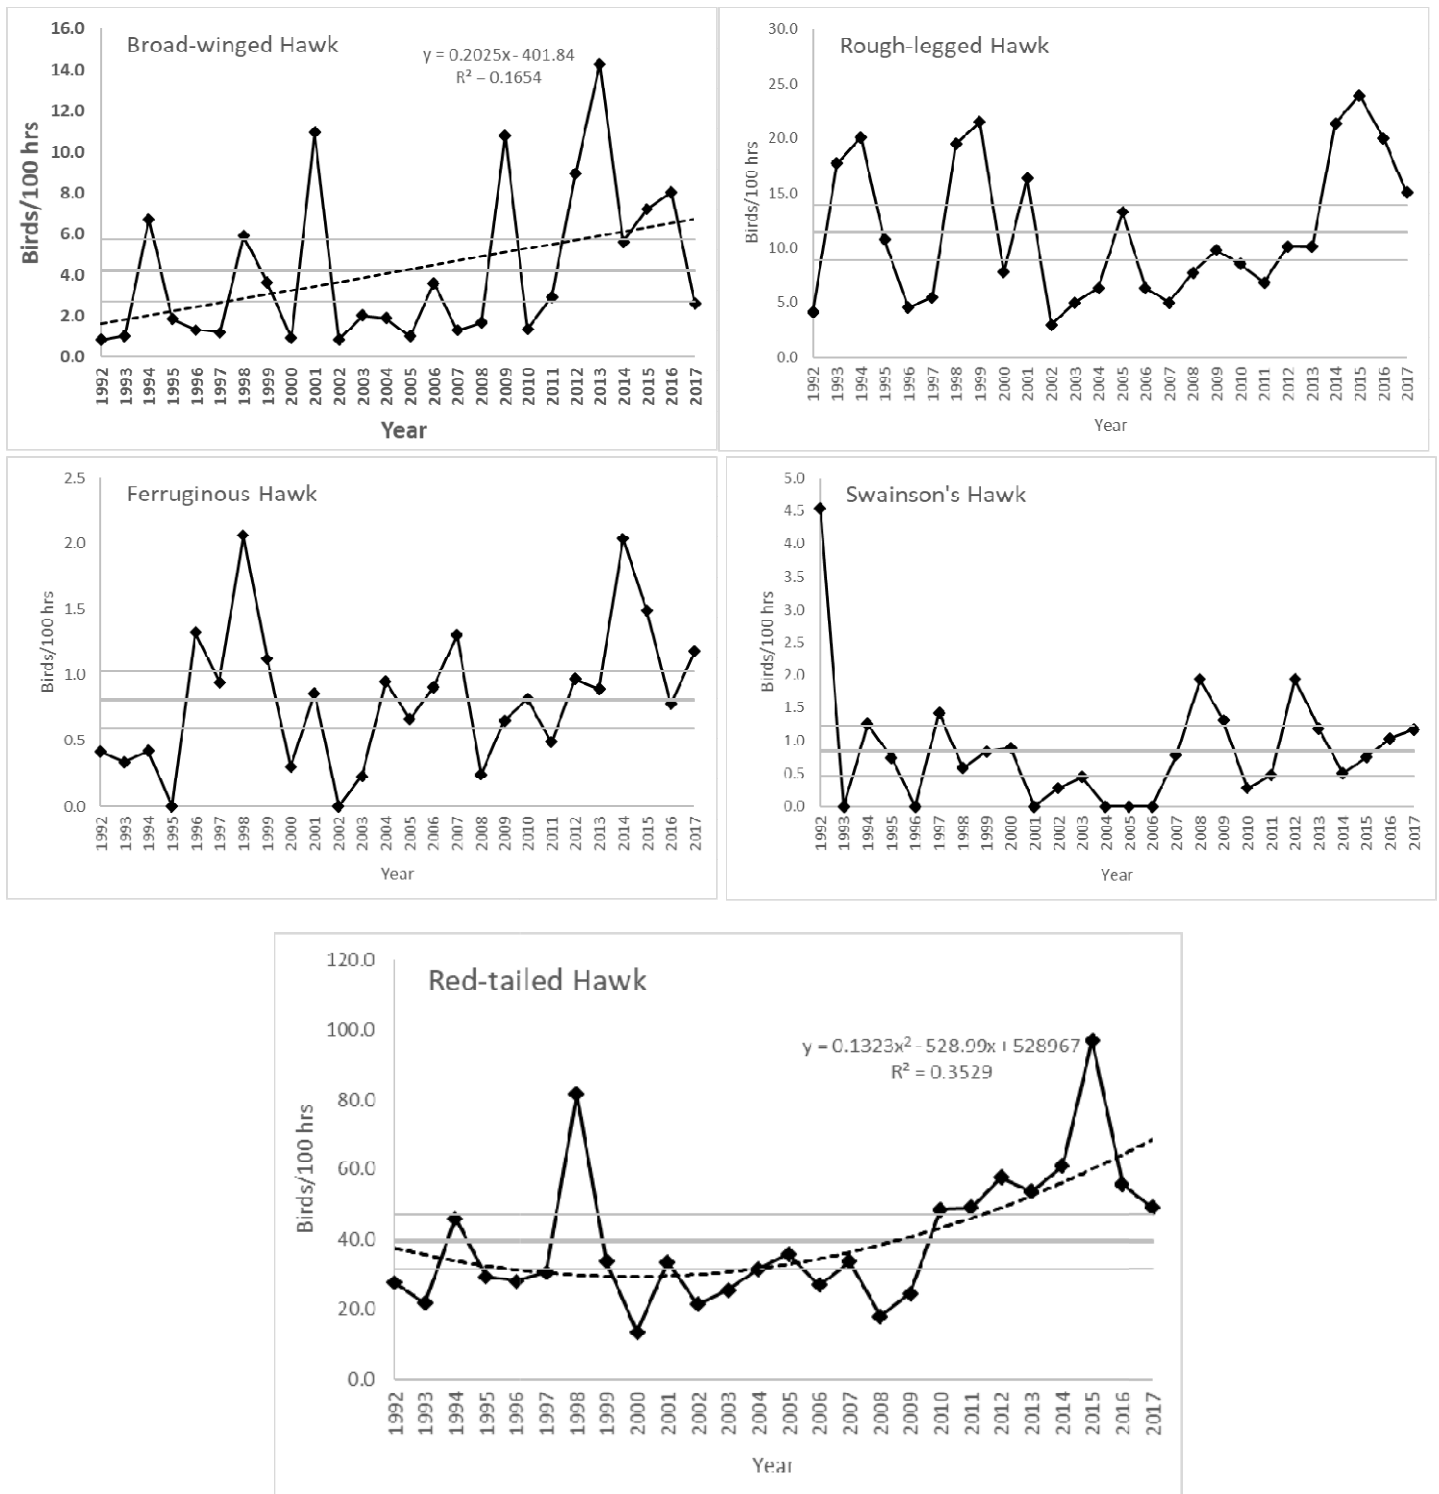 Broad-winged Hawk
y = 0.2025x - 401.84
R² = 0.1654
Birds/100 hrs
16.0
14.0
12.0
10.0
8.0
6.0
4.0
2.0
0.0
1992 1993 1994 1995 1996 1997 1998 1999 2000 2001 2002 2003 2004 2005 2006 2007 2008 2009 2010 2011 2012 2013 2014 2015 2016 2017
Year
Rough-legged Hawk
Birds/100 hrs
30.0
25.0
20.0
15.0
10.0
5.0
0.0
1992 1993 1994 1995 1996 1997 1998 1999 2000 2001 2002 2003 2004 2005 2006 2007 2008 2009 2010 2011 2012 2013 2014 2015 2016 2017
Year
Ferruginous Hawk
Birds/100 hrs
2.5
2.0
1.5
1.0
0.5
0.0
1992 1993 1994 1995 1996 1997 1998 1999 2000 2001 2002 2003 2004 2005 2006 2007 2008 2009 2010 2011 2012 2013 2014 2015 2016 2017
Year
Swainson's Hawk
Birds/100 hrs
5.0
4.5
4.0
3.5
3.0
2.5
2.0
1.5
1.0
0.5
0.0
1992 1993 1994 1995 1996 1997 1998 1999 2000 2001 2002 2003 2004 2005 2006 2007 2008 2009 2010 2011 2012 2013 2014 2015 2016 2017
Year
Red-tailed Hawk
y = 0.1323x² - 528.99x + 528967
R² = 0.3529
Birds/100 hrs
120.0
100.0
80.0
60.0
40.0
20.0
0.0
1992 1993 1994 1995 1996 1997 1998 1999 2000 2001 2002 2003 2004 2005 2006 2007 2008 2009 2010 2011 2012 2013 2014 2015 2016 2017
Year